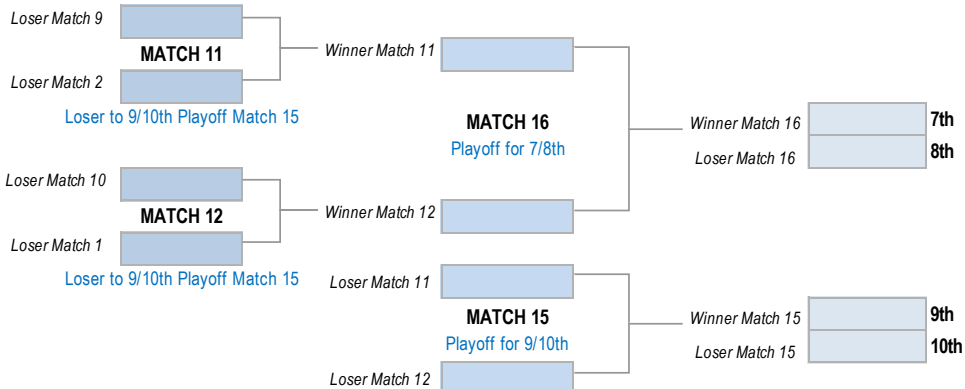 Loser Match 9
MATCH 11
Loser Match 2
Loser to 9/10th Playoff Match 15
Winner Match 11
MATCH 16
Playoff for 7/8th
Winner Match 16
7th
Loser Match 16
8th
Loser Match 10
MATCH 12
Loser Match 1
Loser to 9/10th Playoff Match 15
Winner Match 12
Loser Match 11
MATCH 15
Playoff for 9/10th
Loser Match 12
Winner Match 15
9th
Loser Match 15
10th